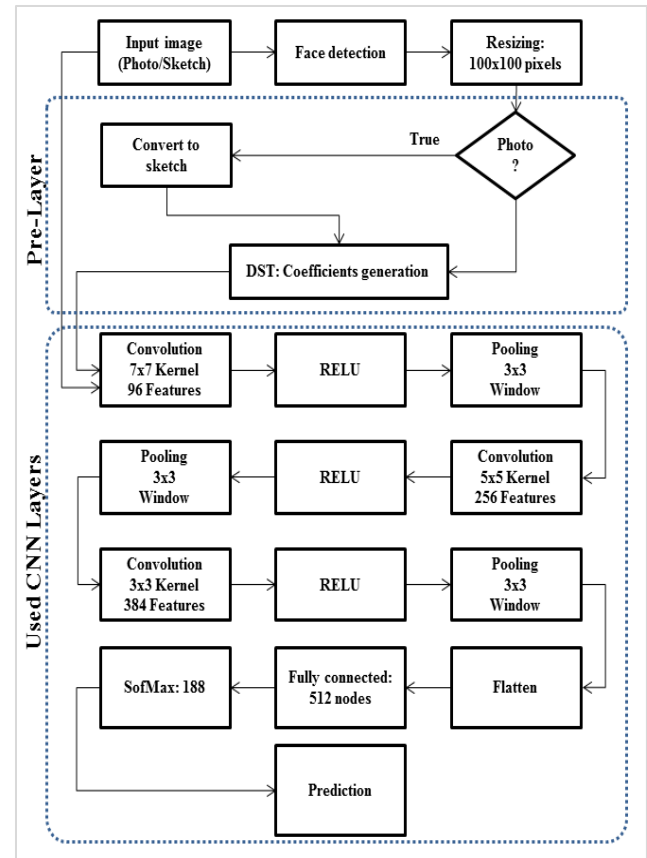 Input image
(Photo/Sketch)
Face detection
Resizing:
100x100 pixels
Pre-Layer
Convert to
sketch
True
Photo
?
DST: Coefficients generation
Used CNN Layers
Convolution
7x7 Kernel
96 Features
RELU
Pooling
3x3
Window
Pooling
3x3
Window
RELU
Convolution
5x5 Kernel
256 Features
Convolution
3x3 Kernel
384 Features
RELU
Pooling
3x3
Window
SofMax: 188
Fully connected:
512 nodes
Flatten
Prediction